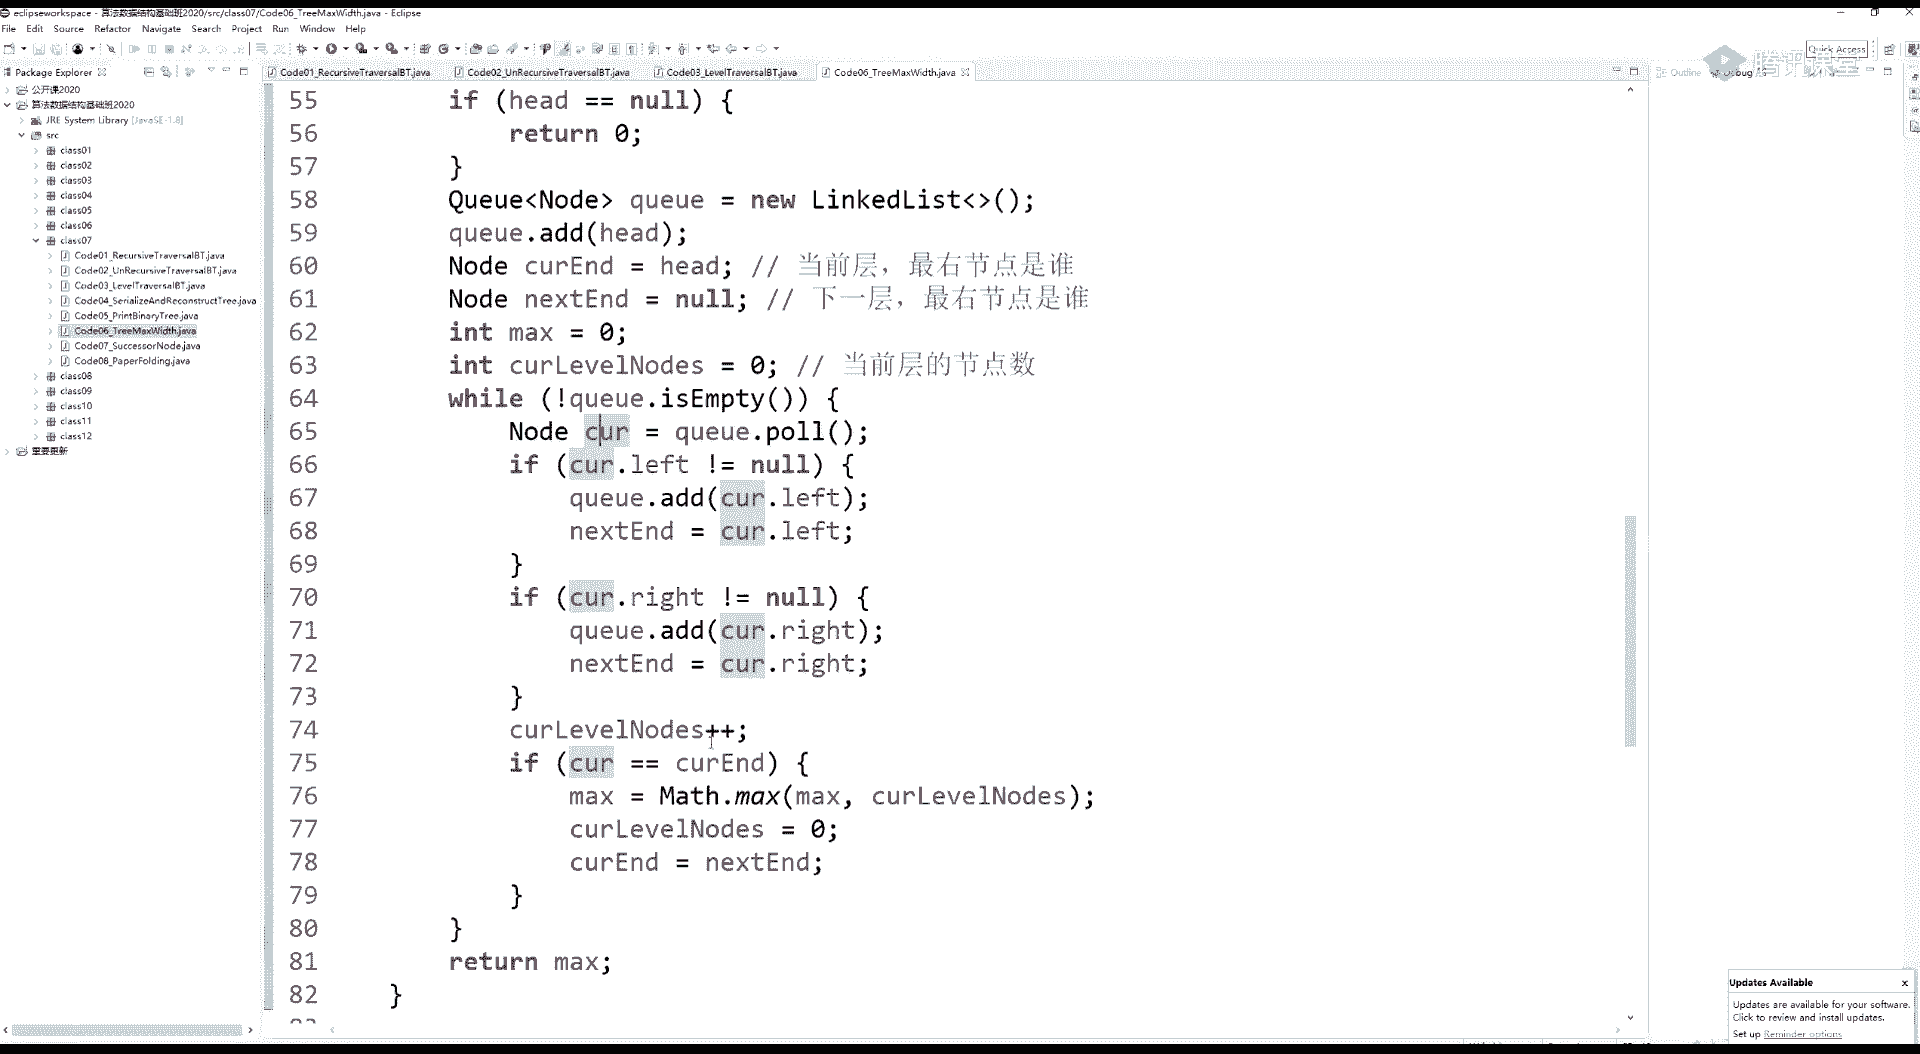 eclipseworkspace - 算法数据结构基础班2020/src/class07/Code06_TreeMaxWidth.java - Eclipse
File Edit Source Refactor Navigate Search Project Run Window Help
Quick Access
腾讯课堂
Package Explorer
Code01_RecursiveTraversalBT.java
Code02_UnRecursiveTraversalBT.java
Code03_LevelTraversalBT.java
Code06_TreeMaxWidth.java
Outline
Debug
公开课2020
算法数据结构基础班2020
JRE System Library [JavaSE-1.8]
src
class01
class02
class03
class04
class05
class06
class07
Code01_RecursiveTraversalBT.java
Code02_UnRecursiveTraversalBT.java
Code03_LevelTraversalBT.java
Code04_SerializeAndReconstructTree.java
Code05_PrintBinaryTree.java
Code06_TreeMaxWidth.java
Code07_SuccessorNode.java
Code08_PaperFolding.java
class08
class09
class10
class11
class12
重要更新
55 if (head == null) {
56 return 0;
57 }
58 Queue<Node> queue = new LinkedList<>();
59 queue.add(head);
60 Node curEnd = head; // 当前层，最右节点是谁
61 Node nextEnd = null; // 下一层，最右节点是谁
62 int max = 0;
63 int curLevelNodes = 0; // 当前层的节点数
64 while (!queue.isEmpty()) {
65 Node cur = queue.poll();
66 if (cur.left != null) {
67 queue.add(cur.left);
68 nextEnd = cur.left;
69 }
70 if (cur.right != null) {
71 queue.add(cur.right);
72 nextEnd = cur.right;
73 }
74 curLevelNodes++;
75 if (cur == curEnd) {
76 max = Math.max(max, curLevelNodes);
77 curLevelNodes = 0;
78 curEnd = nextEnd;
79 }
80 }
81 return max;
82 }
Updates Available
Updates are available for your software.
Click to review and install updates.
Set up Reminder options